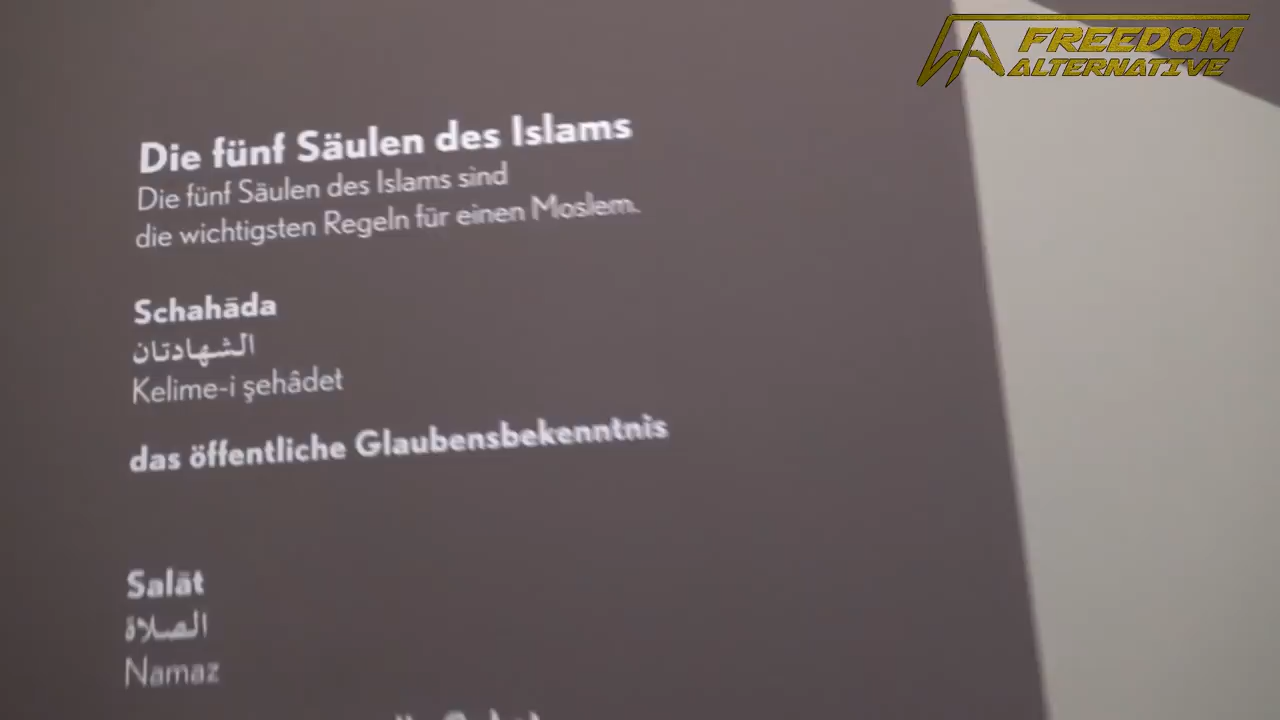 FREEDOM
ALTERNATIVE
Die fünf Säulen des Islams
Die fünf Säulen des Islams sind
die wichtigsten Regeln für einen Moslem.
Schahāda
الشهادتان
Kelime-i şehâdet
das öffentliche Glaubensbekenntnis
Salāt
الصلاة
Namaz